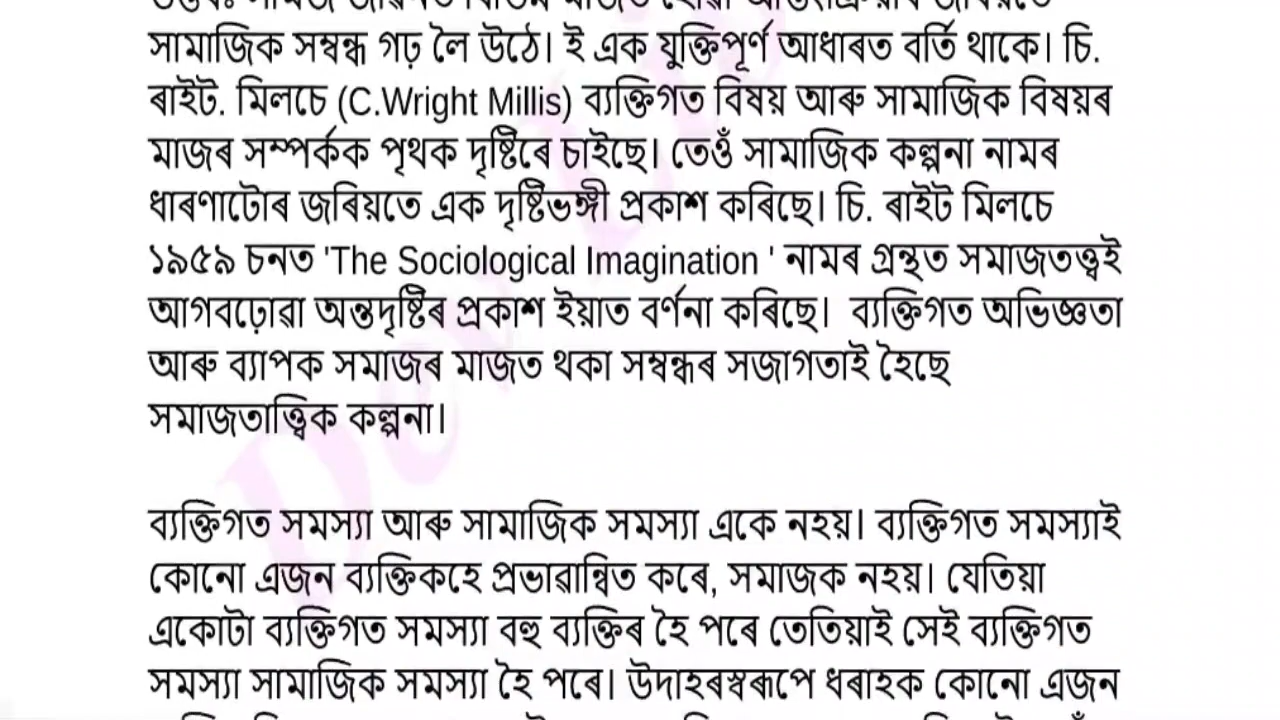 সামাজিক সম্বন্ধ গঢ় লৈ উঠে। ই এক যুক্তিপূৰ্ণ আধাৰত বৰ্তি থাকে। চি.
ৰাইট. মিলচে (C.Wright Millis) ব্যক্তিগত বিষয় আৰু সামাজিক বিষয়ৰ
মাজৰ সম্পৰ্কক পৃথক দৃষ্টিৰে চাইছে। তেওঁ সামাজিক কল্পনা নামৰ
ধাৰণাটোৰ জৰিয়তে এক দৃষ্টিভঙ্গী প্ৰকাশ কৰিছে। চি. ৰাইট মিলচে
১৯৫৯ চনত 'The Sociological Imagination ' নামৰ গ্ৰন্থত সমাজতত্ত্বই
আগবঢ়োৱা অন্তদৃষ্টিৰ প্ৰকাশ ইয়াত বৰ্ণনা কৰিছে।  ব্যক্তিগত অভিজ্ঞতা
আৰু ব্যাপক সমাজৰ মাজত থকা সম্বন্ধৰ সজাগতাই হৈছে
সমাজতাত্ত্বিক কল্পনা।
ব্যক্তিগত সমস্যা আৰু সামাজিক সমস্যা একে নহয়। ব্যক্তিগত সমস্যাই
কোনো এজন ব্যক্তিকহে প্ৰভাৱান্বিত কৰে, সমাজক নহয়। যেতিয়া
একোটা ব্যক্তিগত সমস্যা বহু ব্যক্তিৰ হৈ পৰে তেতিয়াই সেই ব্যক্তিগত
সমস্যা সামাজিক সমস্যা হৈ পৰে। উদাহৰস্বৰূপে ধৰাহক কোনো এজন